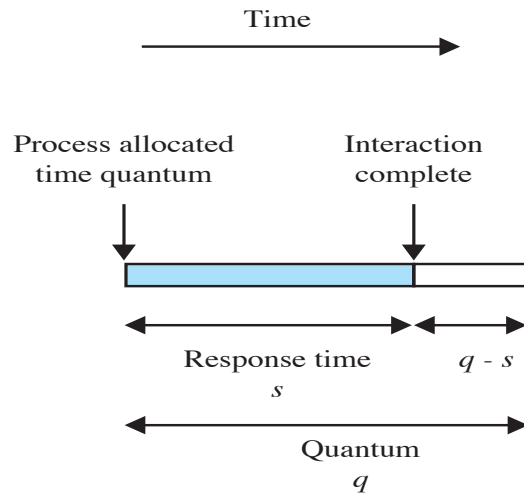 Time
Process allocated
time quantum
Interaction
complete
Response time
s
q - s
Quantum
q